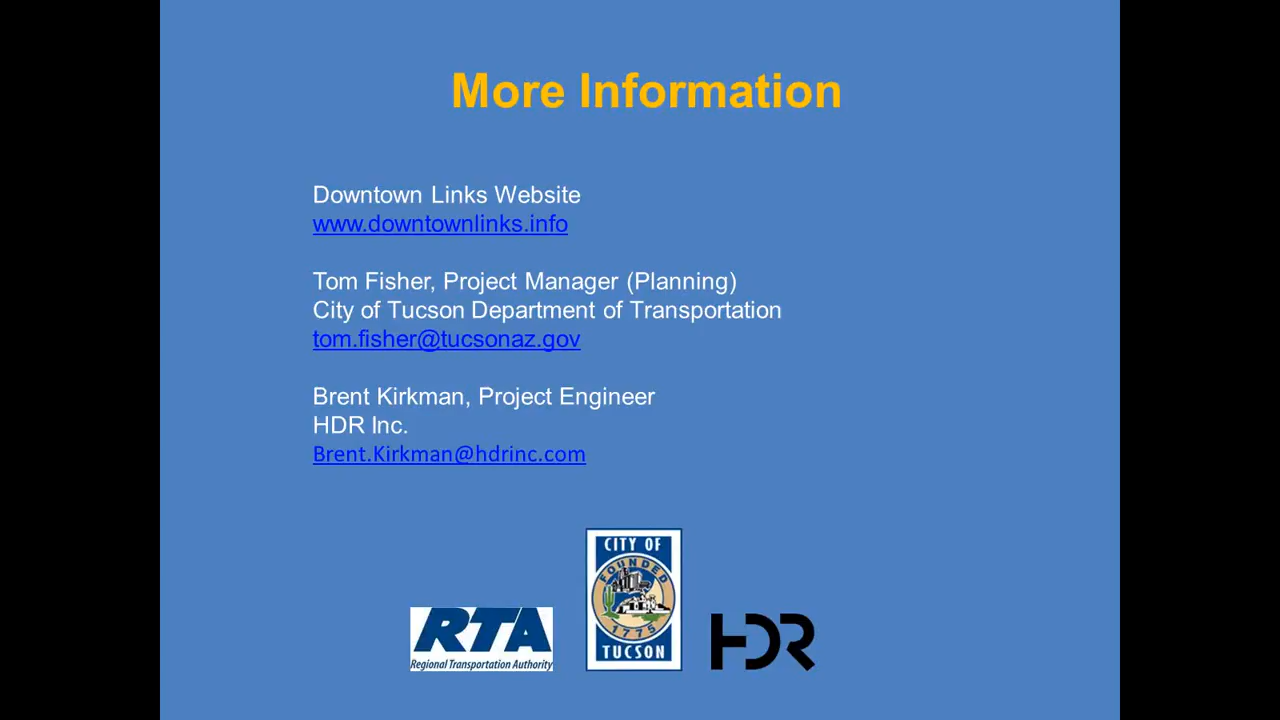 More Information
Downtown Links Website
www.downtownlinks.info
Tom Fisher, Project Manager (Planning)
City of Tucson Department of Transportation
tom.fisher@tucsonaz.gov
Brent Kirkman, Project Engineer
HDR Inc.
Brent.Kirkman@hdrinc.com
CITY OF
FOUNDED
1775
TUCSON
RTA
Regional Transportation Authority
HDR